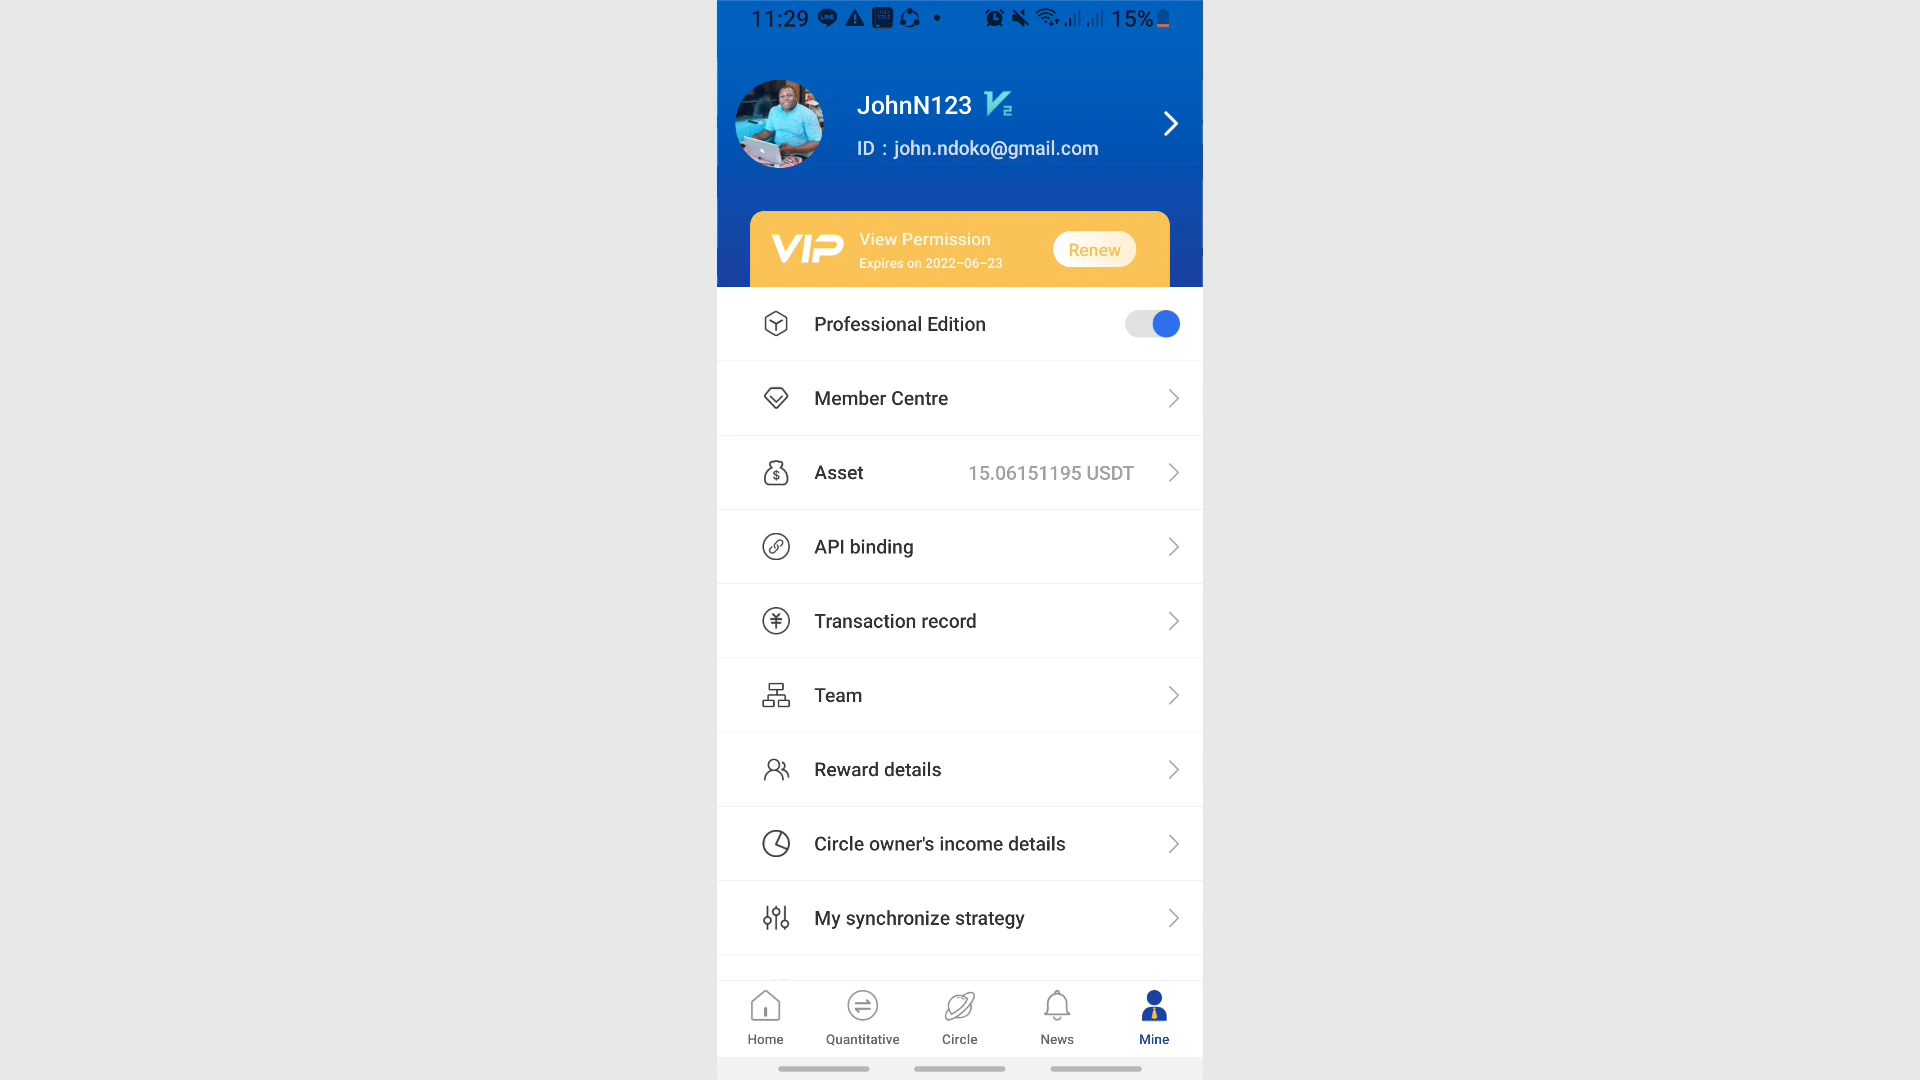 11:29
15%
JohnN123 V2
ID : john.ndoko@gmail.com
VIP
View Permission
Expires on 2022-06-23
Renew
Professional Edition
Member Centre
Asset 15.06151195 USDT
API binding
Transaction record
Team
Reward details
Circle owner's income details
My synchronize strategy
Home Quantitative Circle News Mine